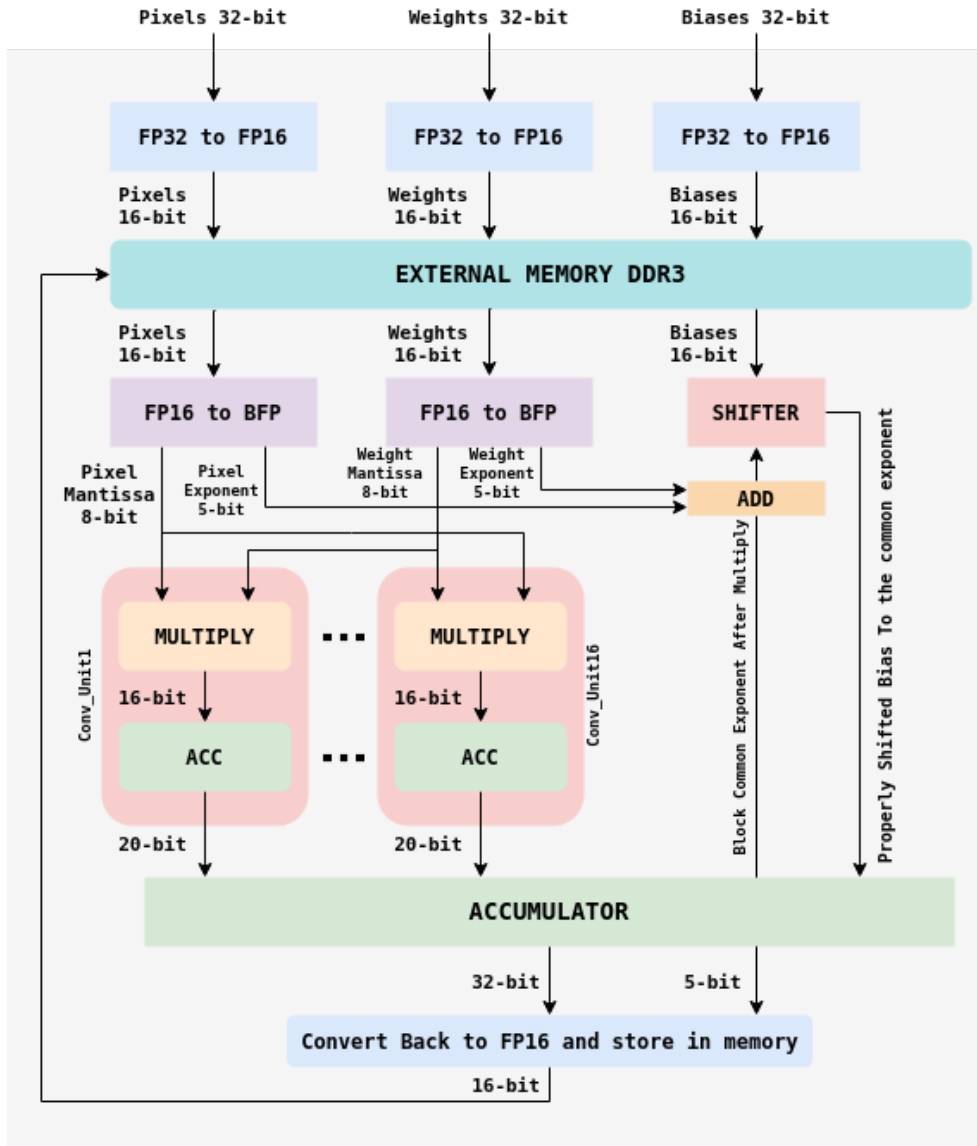 Pixels 32-bit
Weights 32-bit
Biases 32-bit
FP32 to FP16
FP32 to FP16
FP32 to FP16
Pixels
16-bit
Weights
16-bit
Biases
16-bit
EXTERNAL MEMORY DDR3
Pixels
16-bit
Weights
16-bit
Biases
16-bit
FP16 to BFP
FP16 to BFP
SHIFTER
Pixel
Mantissa
8-bit
Pixel
Exponent
5-bit
Weight
Mantissa
8-bit
Weight
Exponent
5-bit
ADD
Block Common Exponent After Multiply
Properly Shifted Bias To the common exponent
Conv_Unit1
MULTIPLY
MULTIPLY
Conv_Unit16
16-bit
16-bit
ACC
ACC
20-bit
20-bit
ACCUMULATOR
32-bit
5-bit
Convert Back to FP16 and store in memory
16-bit